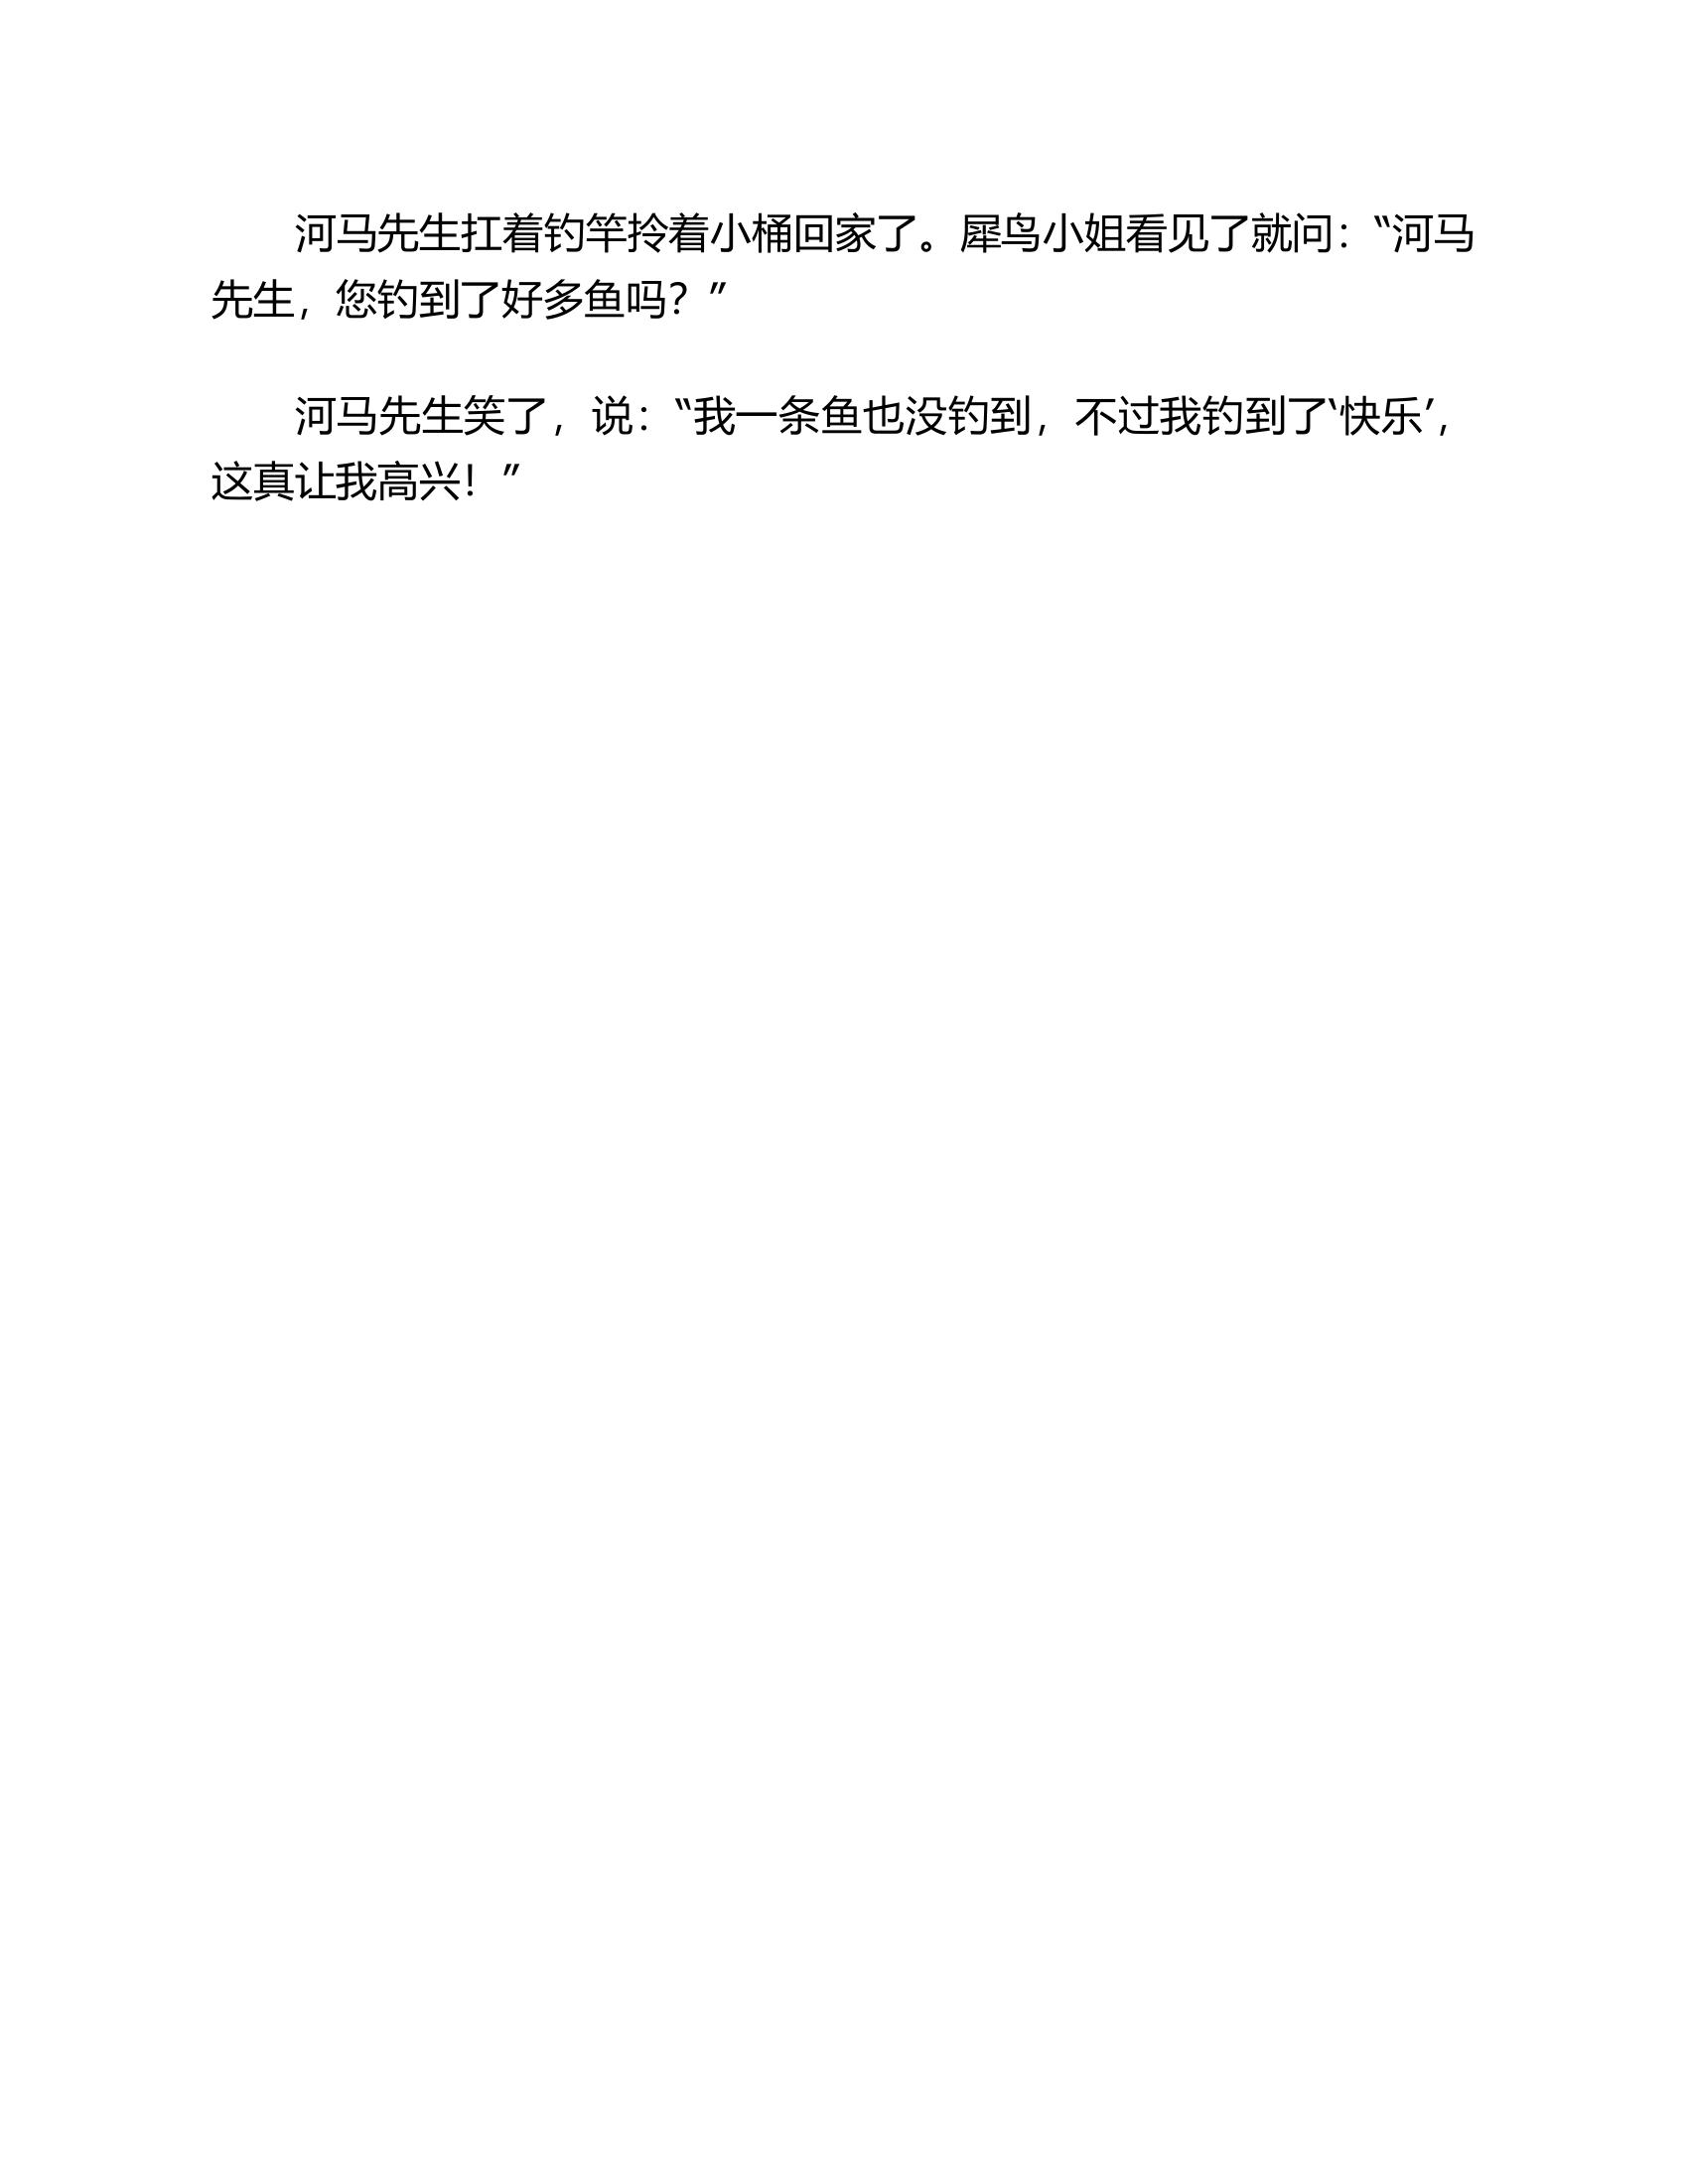 河马先生扛着钓竿拎着小桶回家了。犀鸟小姐看见了就问：“河马
先生，您钓到了好多鱼吗？”
河马先生笑了，说：“我一条鱼也没钓到，不过我钓到了‘快乐’，
这真让我高兴！”